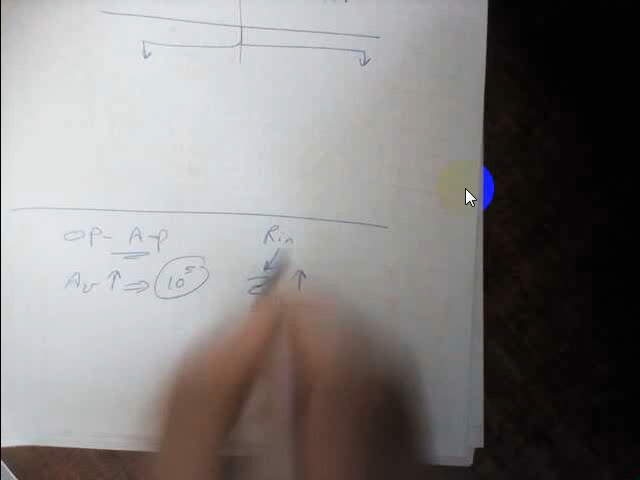 OP-Amp Rin
Av ↑ ⇒ 10⁵ Z ↑